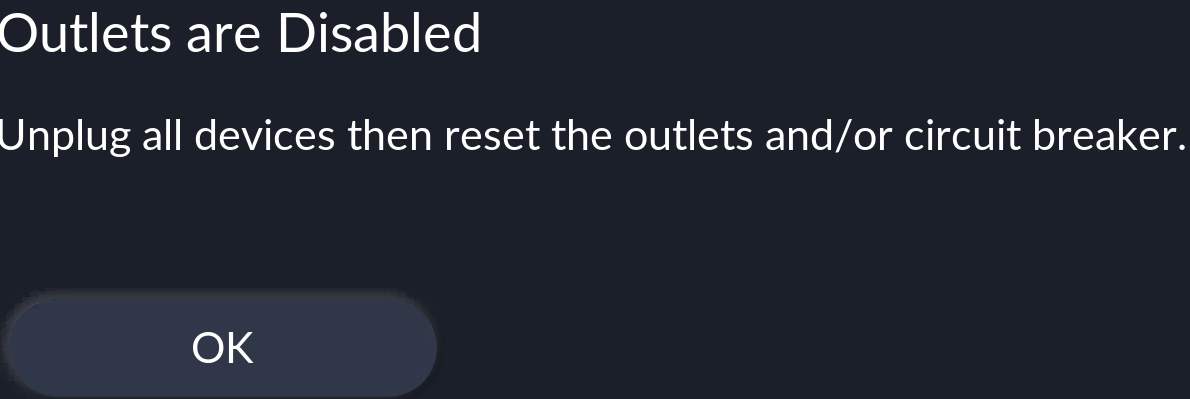 Outlets are Disabled
Unplug all devices then reset the outlets and/or circuit breaker.
OK